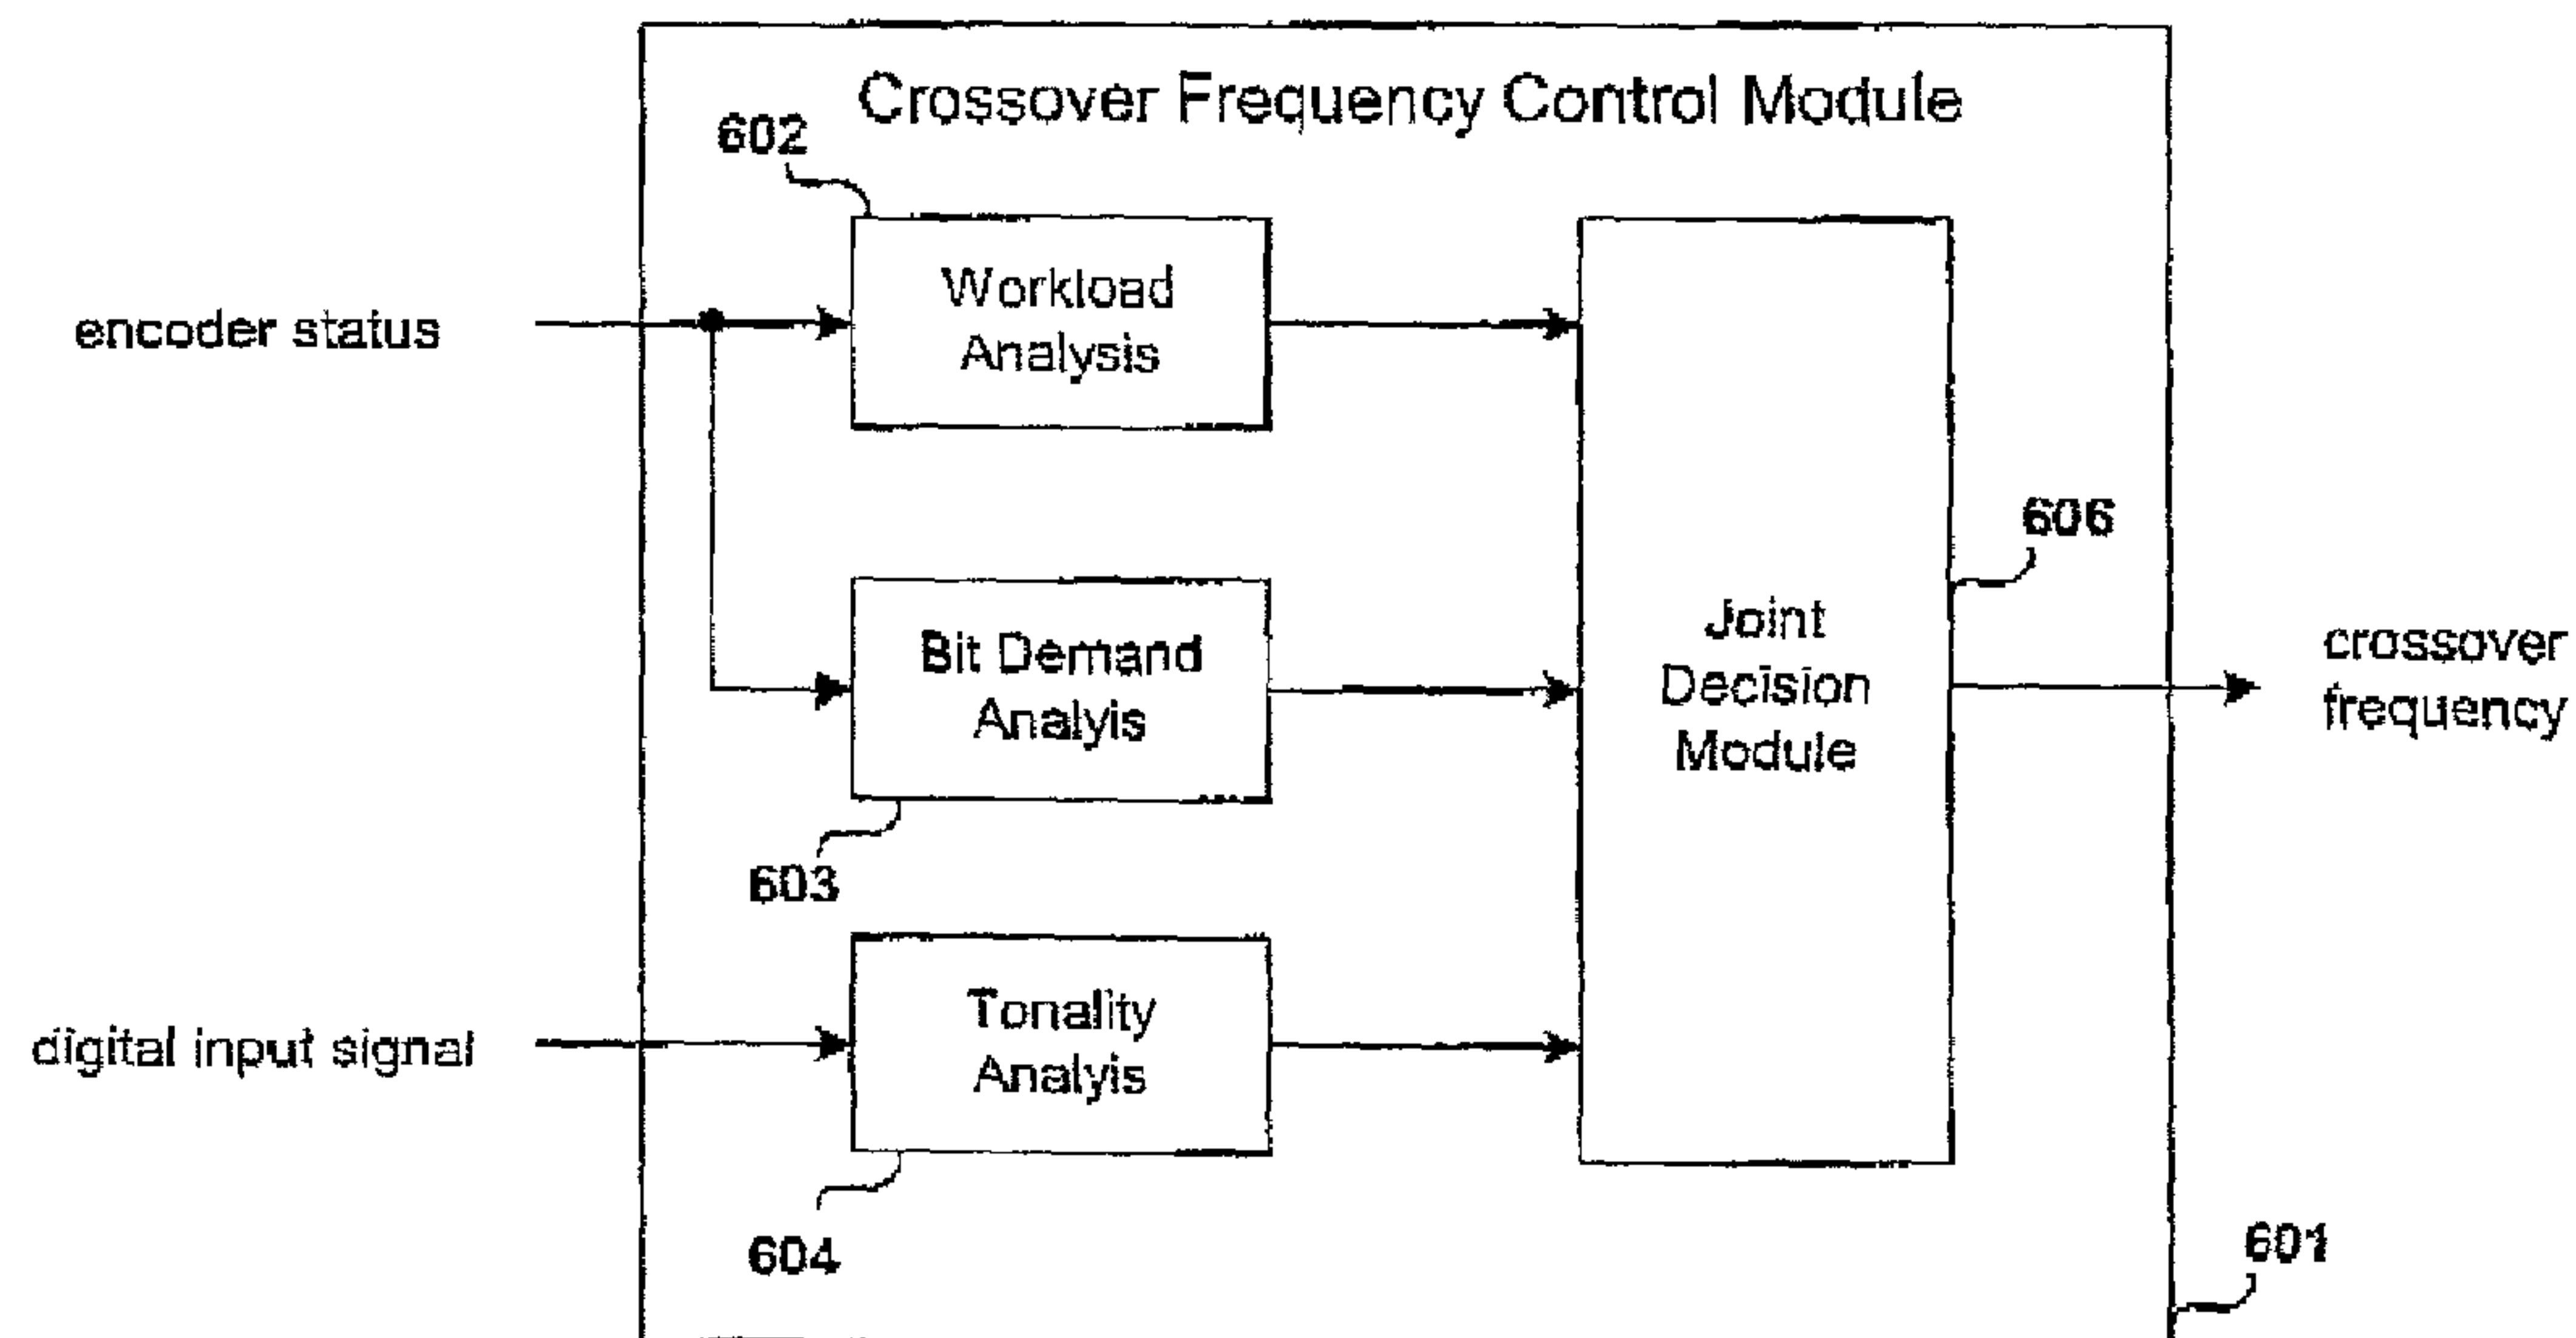 Crossover Frequency Control Module
602
Workload
Analysis
encoder status
606
Joint
Decision
Module
Bit Demand
Analyis
crossover
frequency
603
Tonality
Analyis
digital input signal
604
601